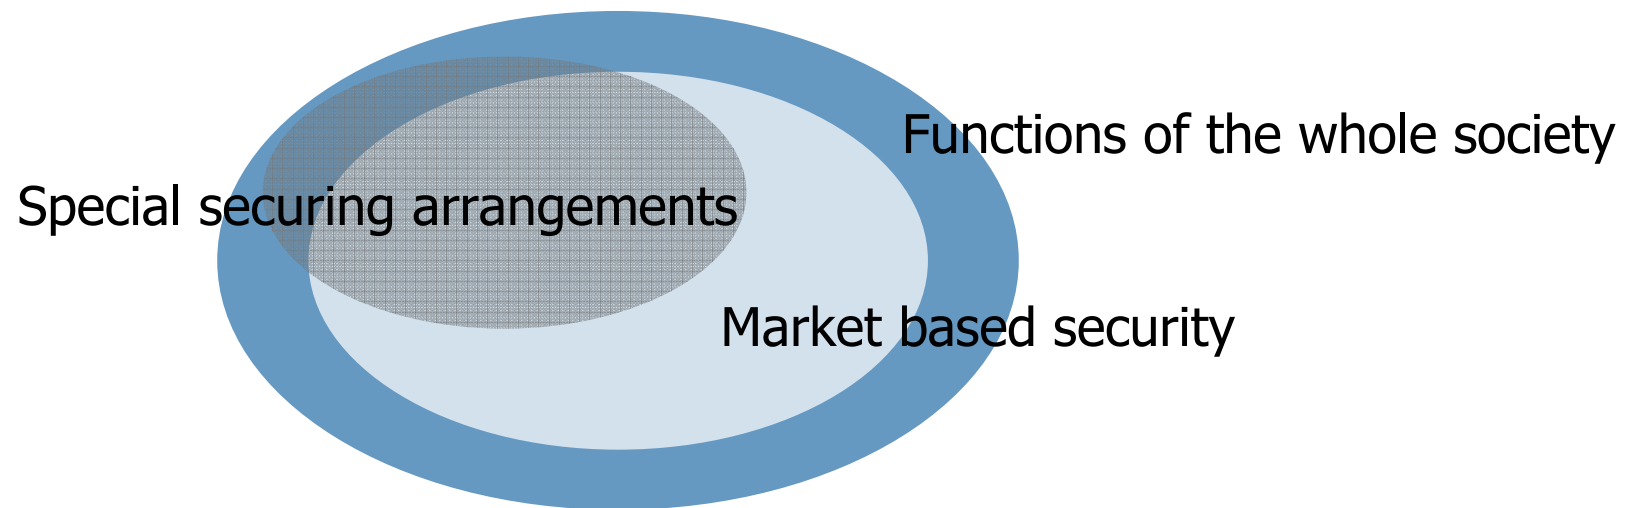 Functions of the whole society
Special securing arrangements
Market based security